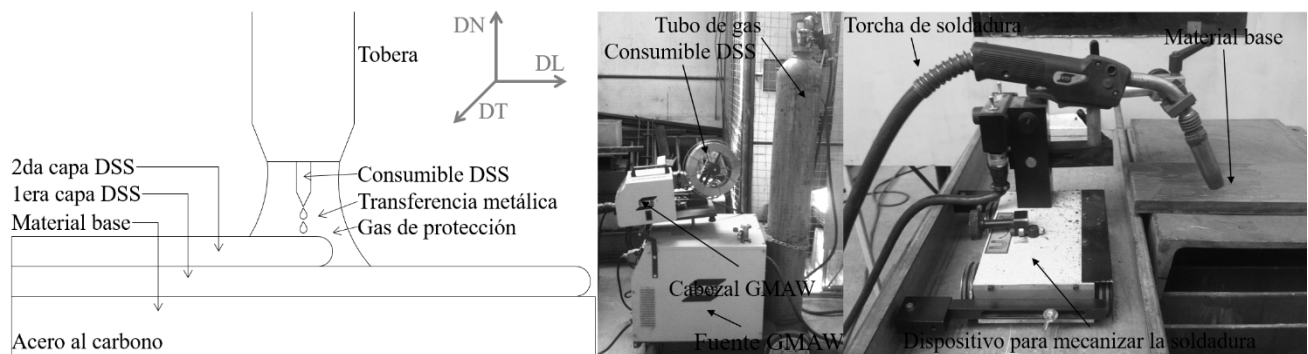 Tobera
DN
DL
DT
2da capa DSS
1era capa DSS
Material base
Consumible DSS
Transferencia metálica
Gas de protección
Acero al carbono
Tubo de gas
Consumible DSS
Cabezal GMAW
Fuente GMAW
Torcha de soldadura
Material base
Dispositivo para mecanizar la soldadura